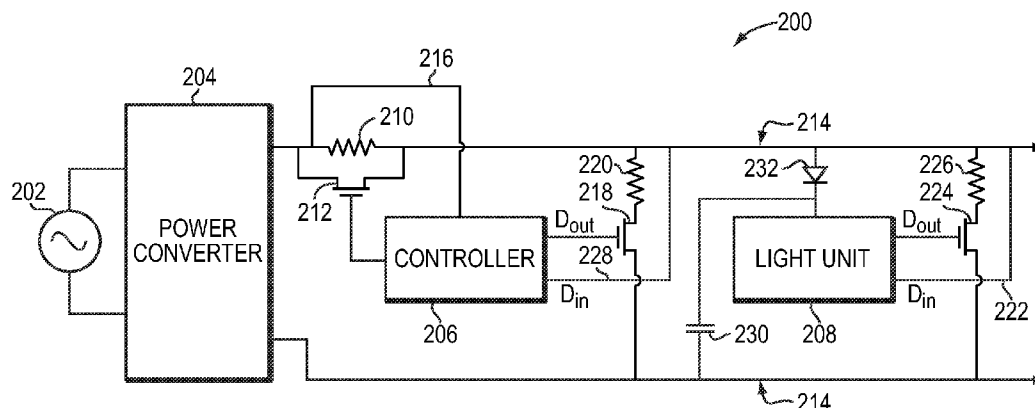 200
204
216
210
214
202
POWER
CONVERTER
212
CONTROLLER
206
220
218
Dout
228
Din
232
LIGHT UNIT
208
230
226
224
Dout
Din
222
214